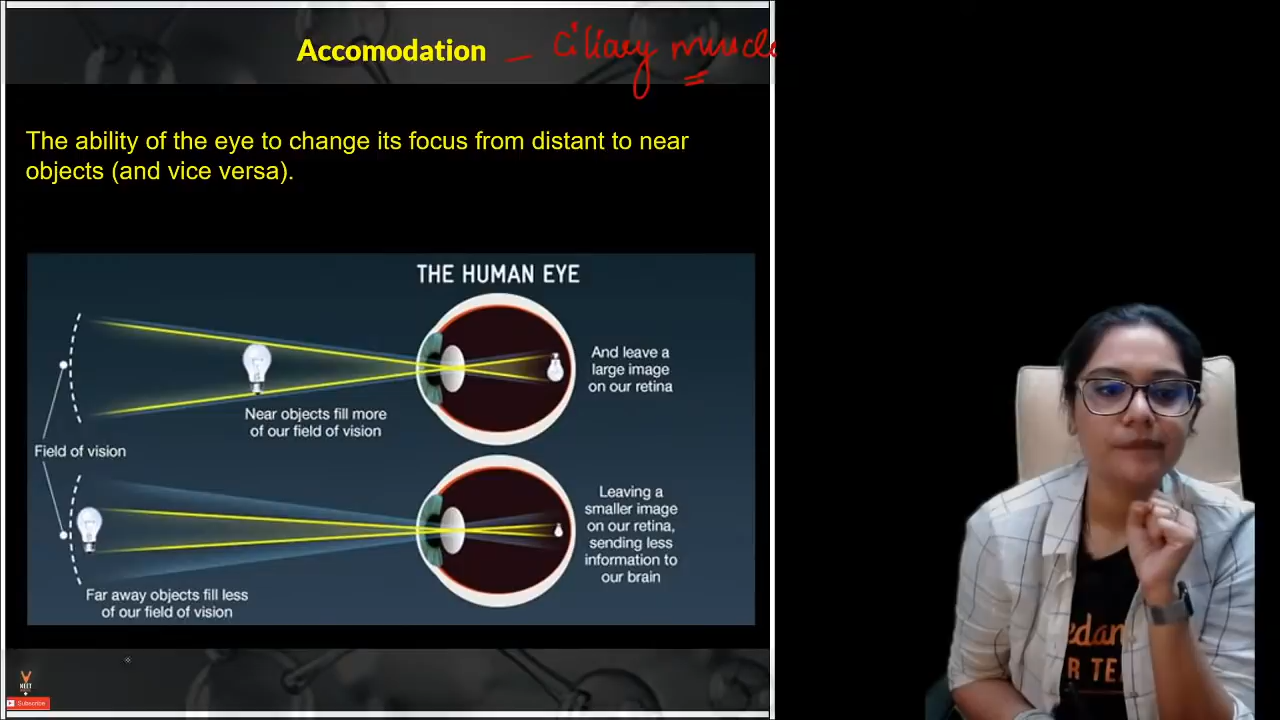 Accomodation – Ciliary muscle
The ability of the eye to change its focus from distant to near
objects (and vice versa).
THE HUMAN EYE
And leave a
large image
on our retina
Near objects fill more
of our field of vision
Field of vision
Leaving a
smaller image
on our retina,
sending less
information to
our brain
Far away objects fill less
of our field of vision
NEET
Subscribe